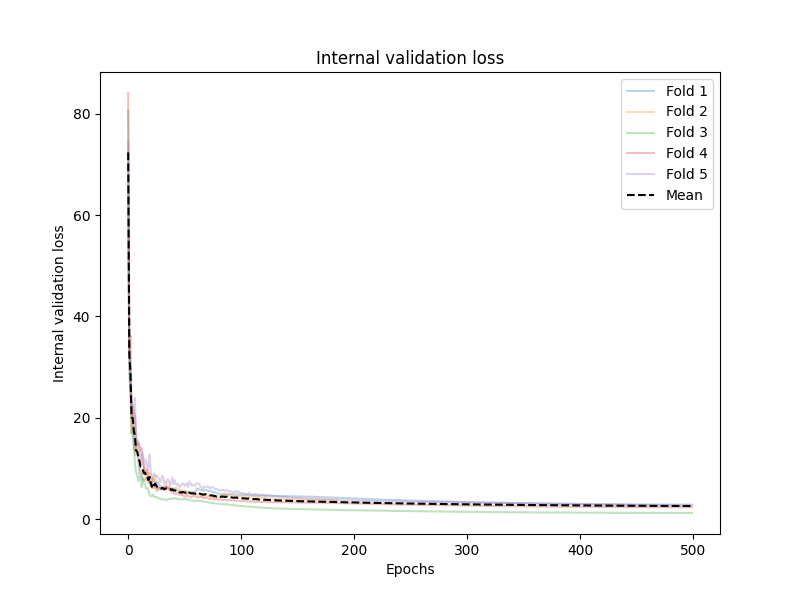 Internal validation loss
Fold 1
Fold 2
Fold 3
Fold 4
Fold 5
Mean
Internal validation loss
80
60
40
20
0
0 100 200 300 400 500
Epochs